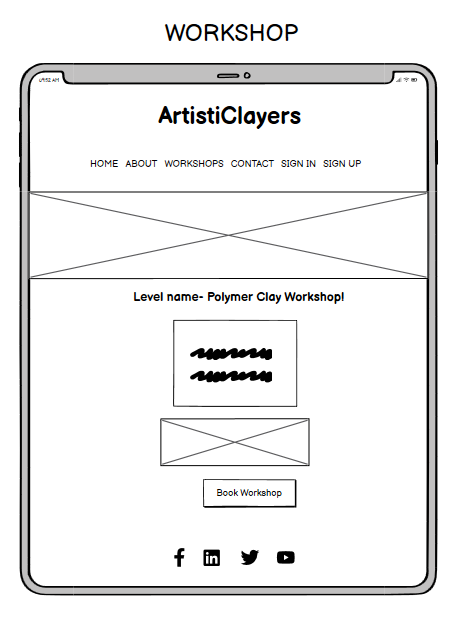 WORKSHOP
09:52 AM
ArtistiClayers
HOME ABOUT WORKSHOPS CONTACT SIGN IN SIGN UP
Level name- Polymer Clay Workshop!
Book Workshop